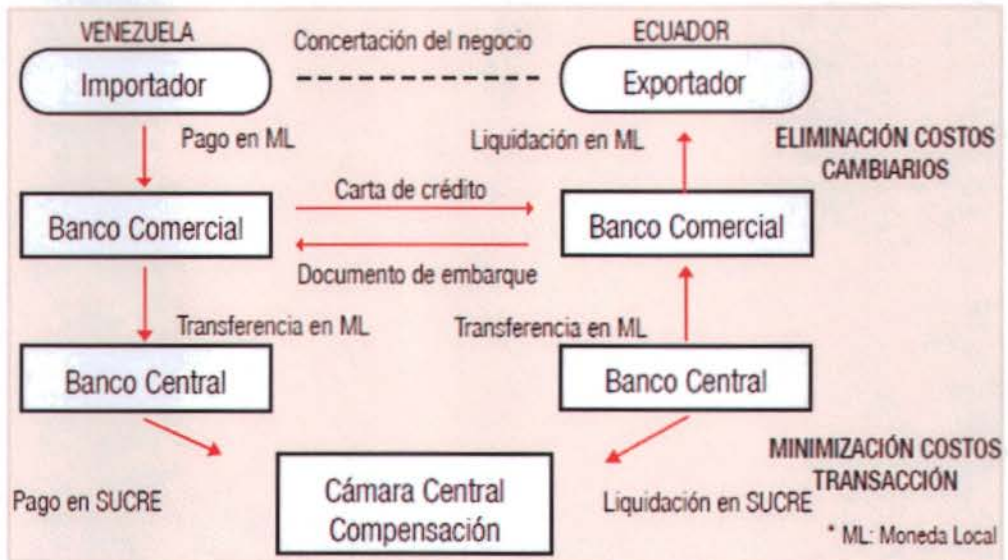 VENEZUELA
Concertación del negocio
ECUADOR
Importador
Exportador
Pago en ML
Liquidación en ML
ELIMINACIÓN COSTOS
CAMBIARIOS
Carta de crédito
Banco Comercial
Banco Comercial
Documento de embarque
Transferencia en ML
Transferencia en ML
Banco Central
Banco Central
MINIMIZACIÓN COSTOS
TRANSACCIÓN
Pago en SUCRE
Cámara Central
Compensación
Liquidación en SUCRE
* ML: Moneda Local